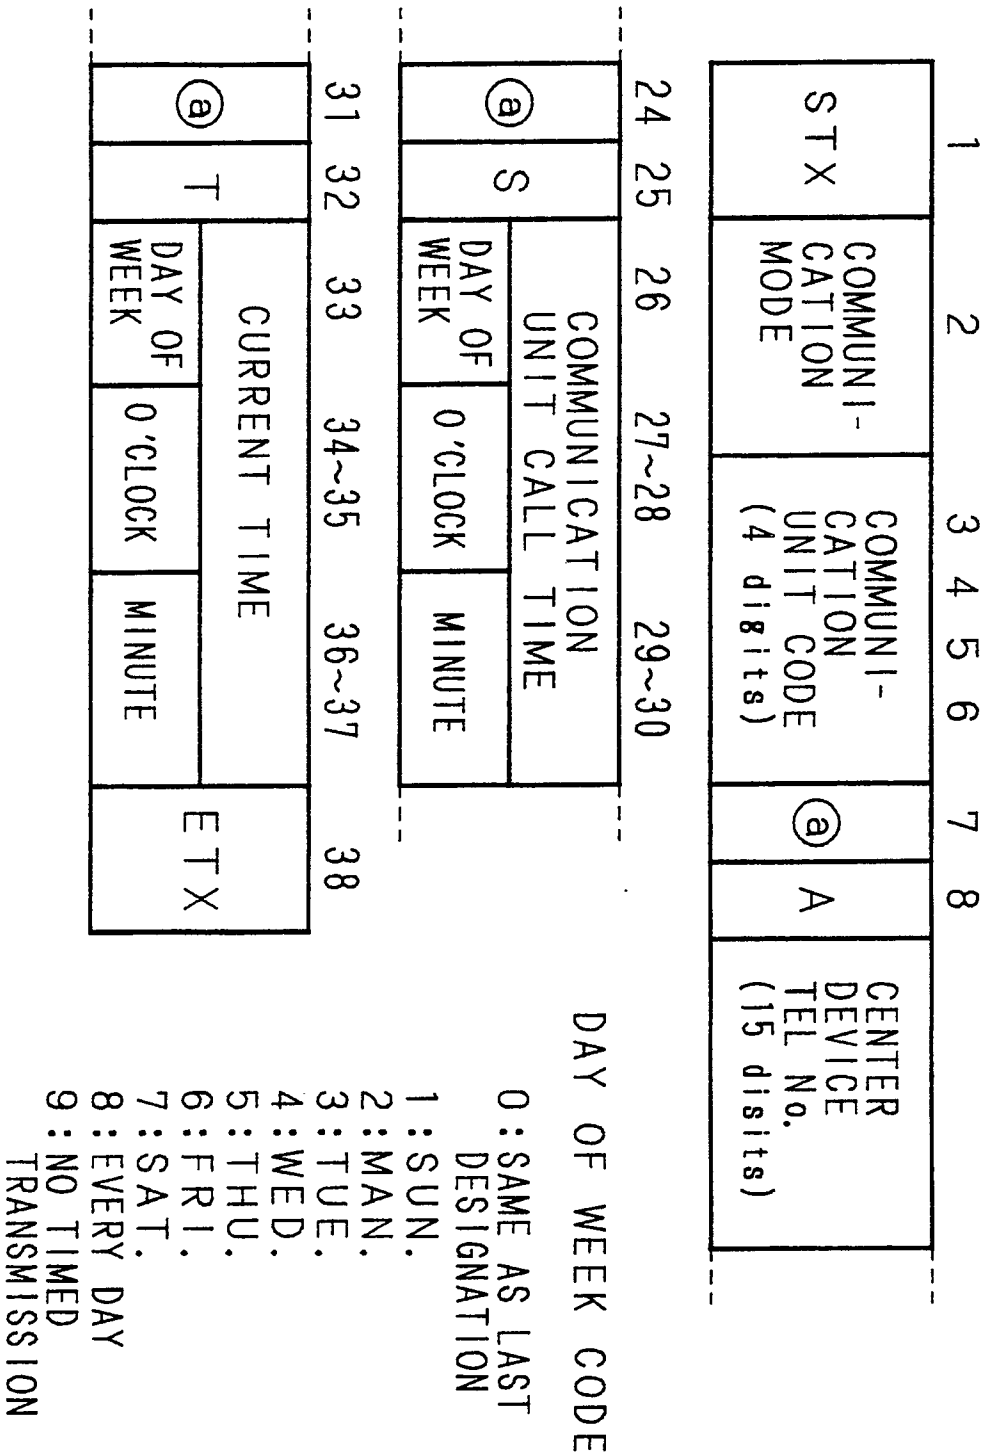 1 2 3 4 5 6 7 8
STX
COMMUNI-
CATION
MODE
COMMUNI-
CATION
UNIT CODE
(4 digits)
ⓐ
A
CENTER
DEVICE
TEL No.
(15 disits)
24 25 26 27~28 29~30
ⓐ
S
COMMUNICATION
UNIT CALL TIME
DAY OF
WEEK
O'CLOCK
MINUTE
31 32 33 34~35 36~37 38
ⓐ
T
CURRENT TIME
DAY OF
WEEK
O'CLOCK
MINUTE
ETX
DAY OF WEEK CODE
0:SAME AS LAST
DESIGNATION
1:SUN.
2:MAN.
3:TUE.
4:WED.
5:THU.
6:FRI.
7:SAT.
8:EVERY DAY
9:NO TIMED
TRANSMISSION